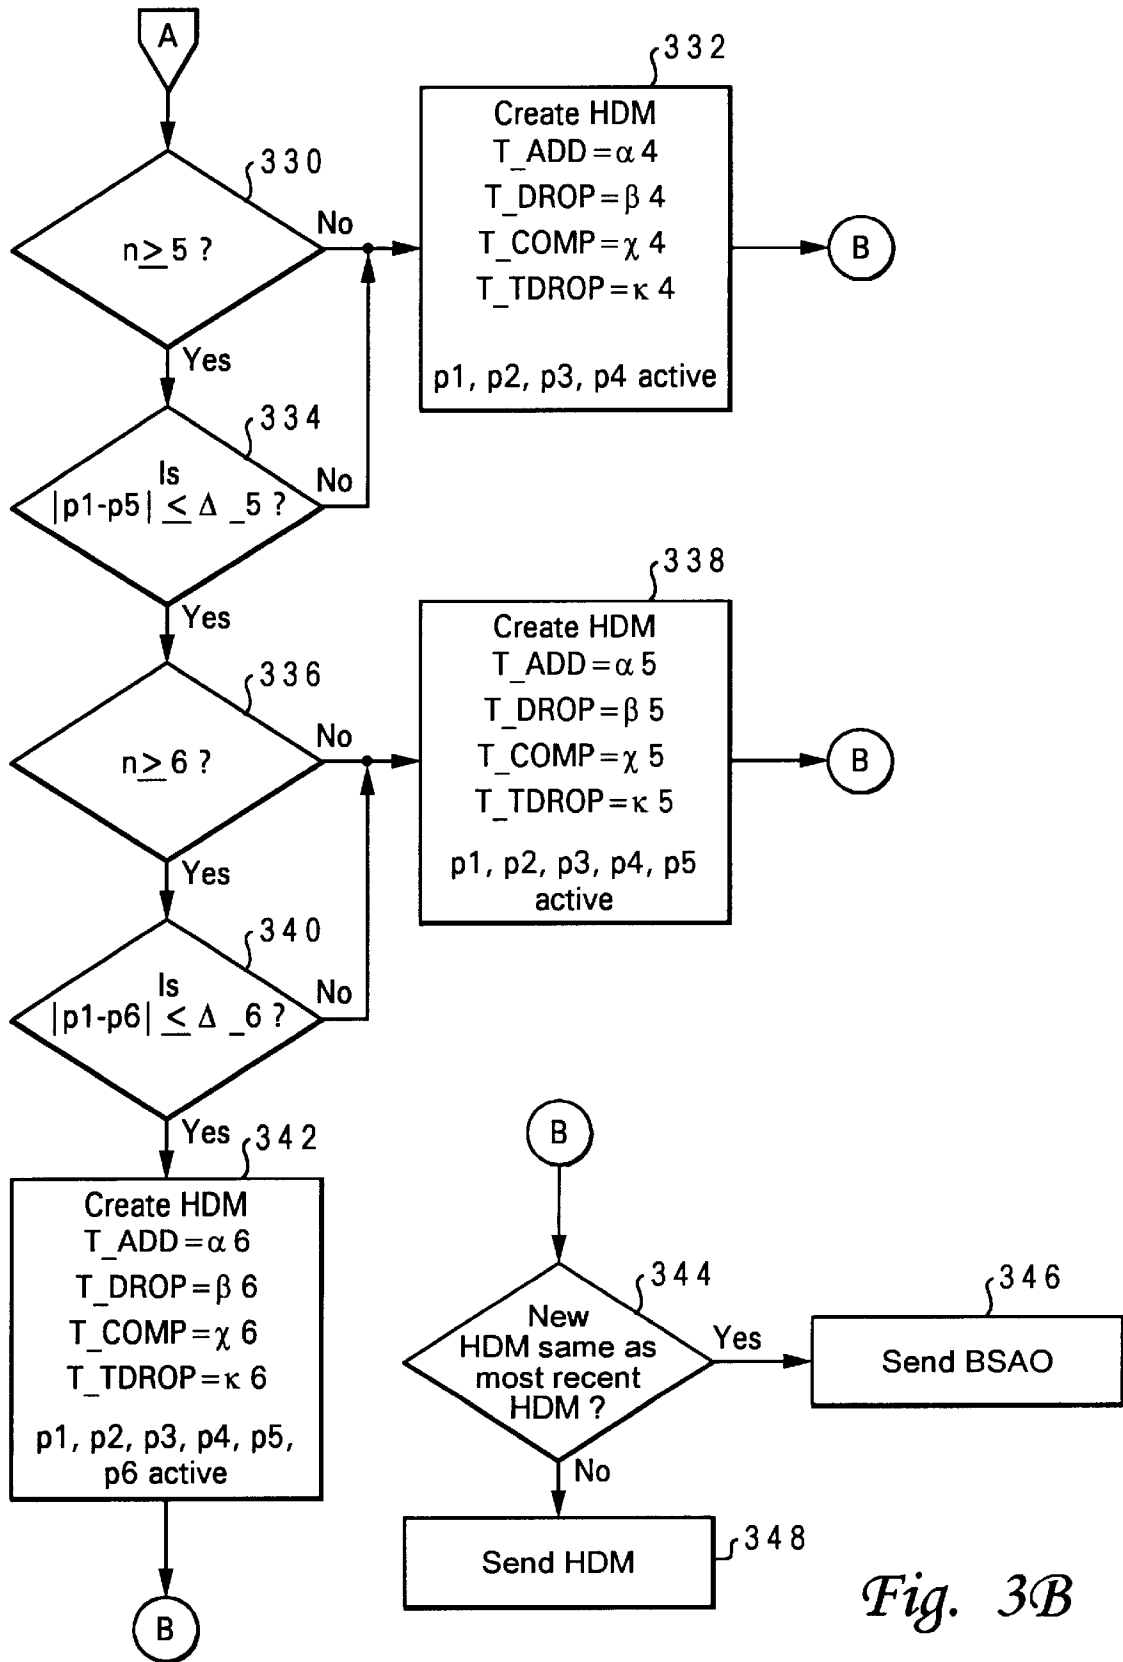 A
330
n≥5 ?
No
Yes
332
Create HDM
T_ADD=α 4
T_DROP=β 4
T_COMP=χ 4
T_TDROP=κ 4
p1, p2, p3, p4 active
B
334
Is
|p1-p5| ≤ Δ _5 ?
No
Yes
336
n≥6 ?
No
Yes
338
Create HDM
T_ADD=α 5
T_DROP=β 5
T_COMP=χ 5
T_TDROP=κ 5
p1, p2, p3, p4, p5
active
B
340
Is
|p1-p6| ≤ Δ _6 ?
No
Yes
342
Create HDM
T_ADD=α 6
T_DROP=β 6
T_COMP=χ 6
T_TDROP=κ 6
p1, p2, p3, p4, p5,
p6 active
B
B
344
New
HDM same as
most recent
HDM ?
Yes
No
346
Send BSAO
348
Send HDM
Fig. 3B